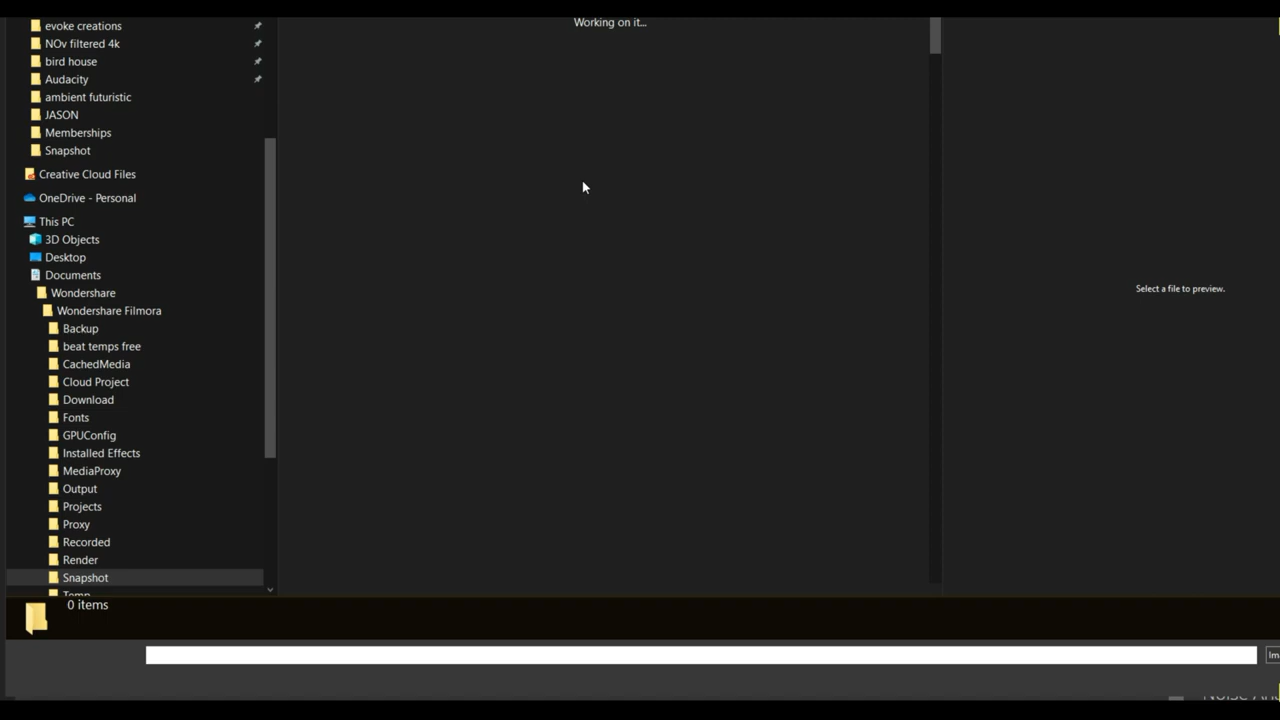 evoke creations
NOv filtered 4k
bird house
Audacity
ambient futuristic
JASON
Memberships
Snapshot
Creative Cloud Files
OneDrive - Personal
This PC
3D Objects
Desktop
Documents
Wondershare
Wondershare Filmora
Backup
beat temps free
CachedMedia
Cloud Project
Download
Fonts
GPUConfig
Installed Effects
MediaProxy
Output
Projects
Proxy
Recorded
Render
Snapshot
Temp
0 items
Working on it...
Select a file to preview.